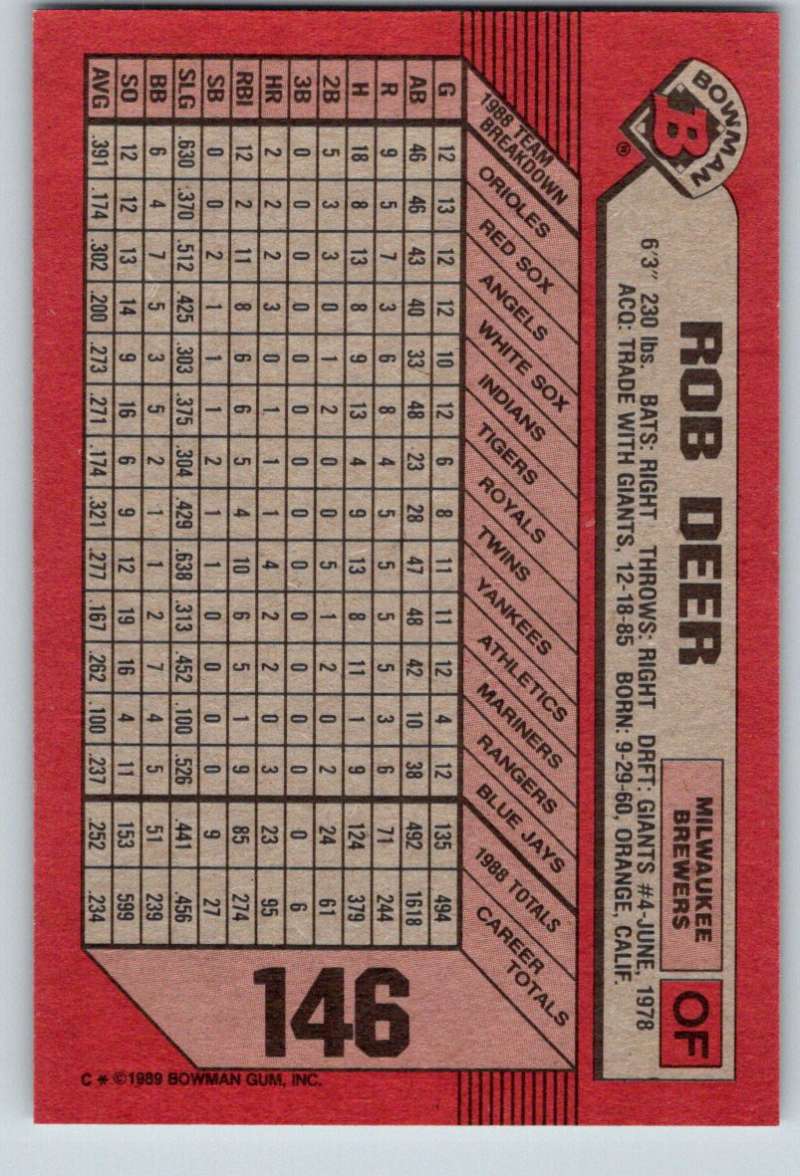 BOWMAN
B
®
ROB DEER
MILWAUKEE
BREWERS
OF
6'3" 230 lbs. BATS: RIGHT THROWS: RIGHT DRFT: GIANTS #4-JUNE, 1978
ACQ: TRADE WITH GIANTS, 12-18-85 BORN: 9-29-60, ORANGE, CALIF.
1988 TEAM
BREAKDOWN
ORIOLES
RED SOX
ANGELS
WHITE SOX
INDIANS
TIGERS
ROYALS
TWINS
YANKEES
ATHLETICS
MARINERS
RANGERS
BLUE JAYS
1988 TOTALS
CAREER
TOTALS
G 12 13 12 12 10 12 6 8 11 11 12 4 12 135 494
AB 46 46 43 40 33 48 23 28 47 48 42 10 38 492 1618
R 9 5 7 3 6 8 4 5 5 5 5 3 6 71 244
H 18 8 13 8 9 13 4 9 13 8 11 1 9 124 379
2B 5 3 3 0 1 2 0 0 5 1 2 0 2 24 61
3B 0 0 0 0 0 0 0 0 0 0 0 0 0 0 6
HR 2 2 2 3 0 1 1 1 4 2 2 0 3 23 95
RBI 12 2 11 8 6 6 5 4 10 6 5 1 9 85 274
SB 0 0 2 1 1 1 2 1 1 0 0 0 0 9 27
SLG .630 .370 .512 .425 .303 .375 .304 .429 .638 .313 .452 .100 .526 .441 .456
BB 6 4 7 5 3 5 2 1 1 2 7 4 5 51 239
SO 12 12 13 14 9 16 6 9 12 19 16 4 11 153 599
AVG .391 .174 .302 .200 .273 .271 .174 .321 .277 .167 .262 .100 .237 .252 .234
146
C * ©1989 BOWMAN GUM, INC.